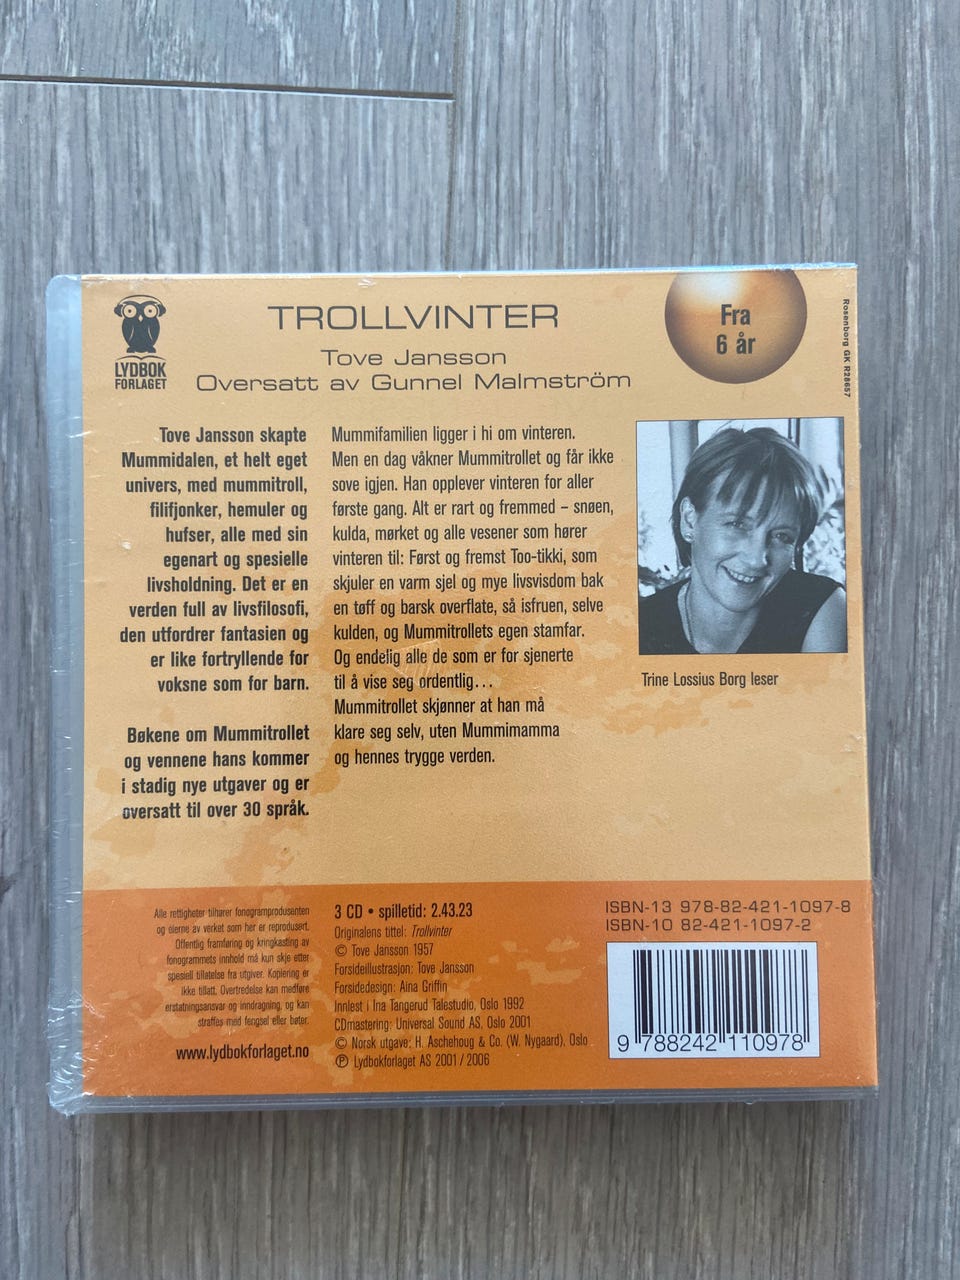 LYDBOK
FORLAGET
TROLLVINTER
Tove Jansson
Oversatt av Gunnel Malmström
Fra
6 år
Rosenborg GK R28657
Tove Jansson skapte
Mummidalen, et helt eget
univers, med mummitroll,
filifjonker, hemuler og
hufser, alle med sin
egenart og spesielle
livsholdning. Det er en
verden full av livsfilosofi,
den utfordrer fantasien og
er like fortryllende for
voksne som for barn.
Bøkene om Mummitrollet
og vennene hans kommer
i stadig nye utgaver og er
oversatt til over 30 språk.
Mummifamilien ligger i hi om vinteren.
Men en dag våkner Mummitrollet og får ikke
sove igjen. Han opplever vinteren for aller
første gang. Alt er rart og fremmed – snøen,
kulda, mørket og alle vesener som hører
vinteren til: Først og fremst Too-tikki, som
skjuler en varm sjel og mye livsvisdom bak
en tøff og barsk overflate, så isfruen, selve
kulden, og Mummitrollets egen stamfar.
Og endelig alle de som er for sjenerte
til å vise seg ordentlig...
Mummitrollet skjønner at han må
klare seg selv, uten Mummimamma
og hennes trygge verden.
Trine Lossius Borg leser
Alle rettigheter tilhører fonogramprodusenten
og eierne av verket som her er reprodusert.
Offentlig framføring og kringkasting av
fonogrammets innhold må kun skje etter
spesiell tillatelse fra utgiver. Kopiering er
ikke tillatt. Overtredelse kan medføre
erstatningsansvar og inndragning, og kan
straffes med fengsel eller bøter.
www.lydbokforlaget.no
3 CD • spilletid: 2.43.23
Originalens tittel: Trollvinter
© Tove Jansson 1957
Forsideillustrasjon: Tove Jansson
Forsidedesign: Aina Griffin
Innlest i Ina Tangerud Talestudio, Oslo 1992
CDmastering: Universal Sound AS, Oslo 2001
© Norsk utgave: H. Aschehoug & Co. (W. Nygaard), Oslo
℗ Lydbokforlaget AS 2001 / 2006
ISBN-13 978-82-421-1097-8
ISBN-10 82-421-1097-2
9 788242 110978